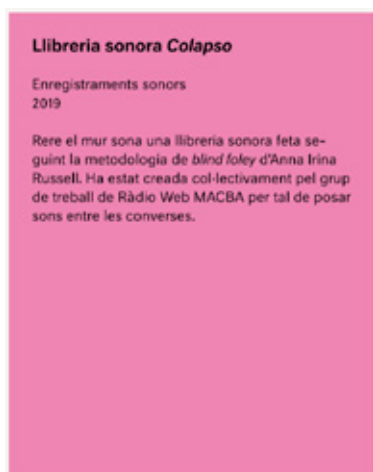 Llibreria sonora Colapso
Enregistraments sonors
2019
Rere el mur sona una llibreria sonora feta se-
guint la metodologia de blind foley d'Anna Irina
Russell. Ha estat creada col·lectivament pel grup
de treball de Ràdio Web MACBA per tal de posar
sons entre les converses.